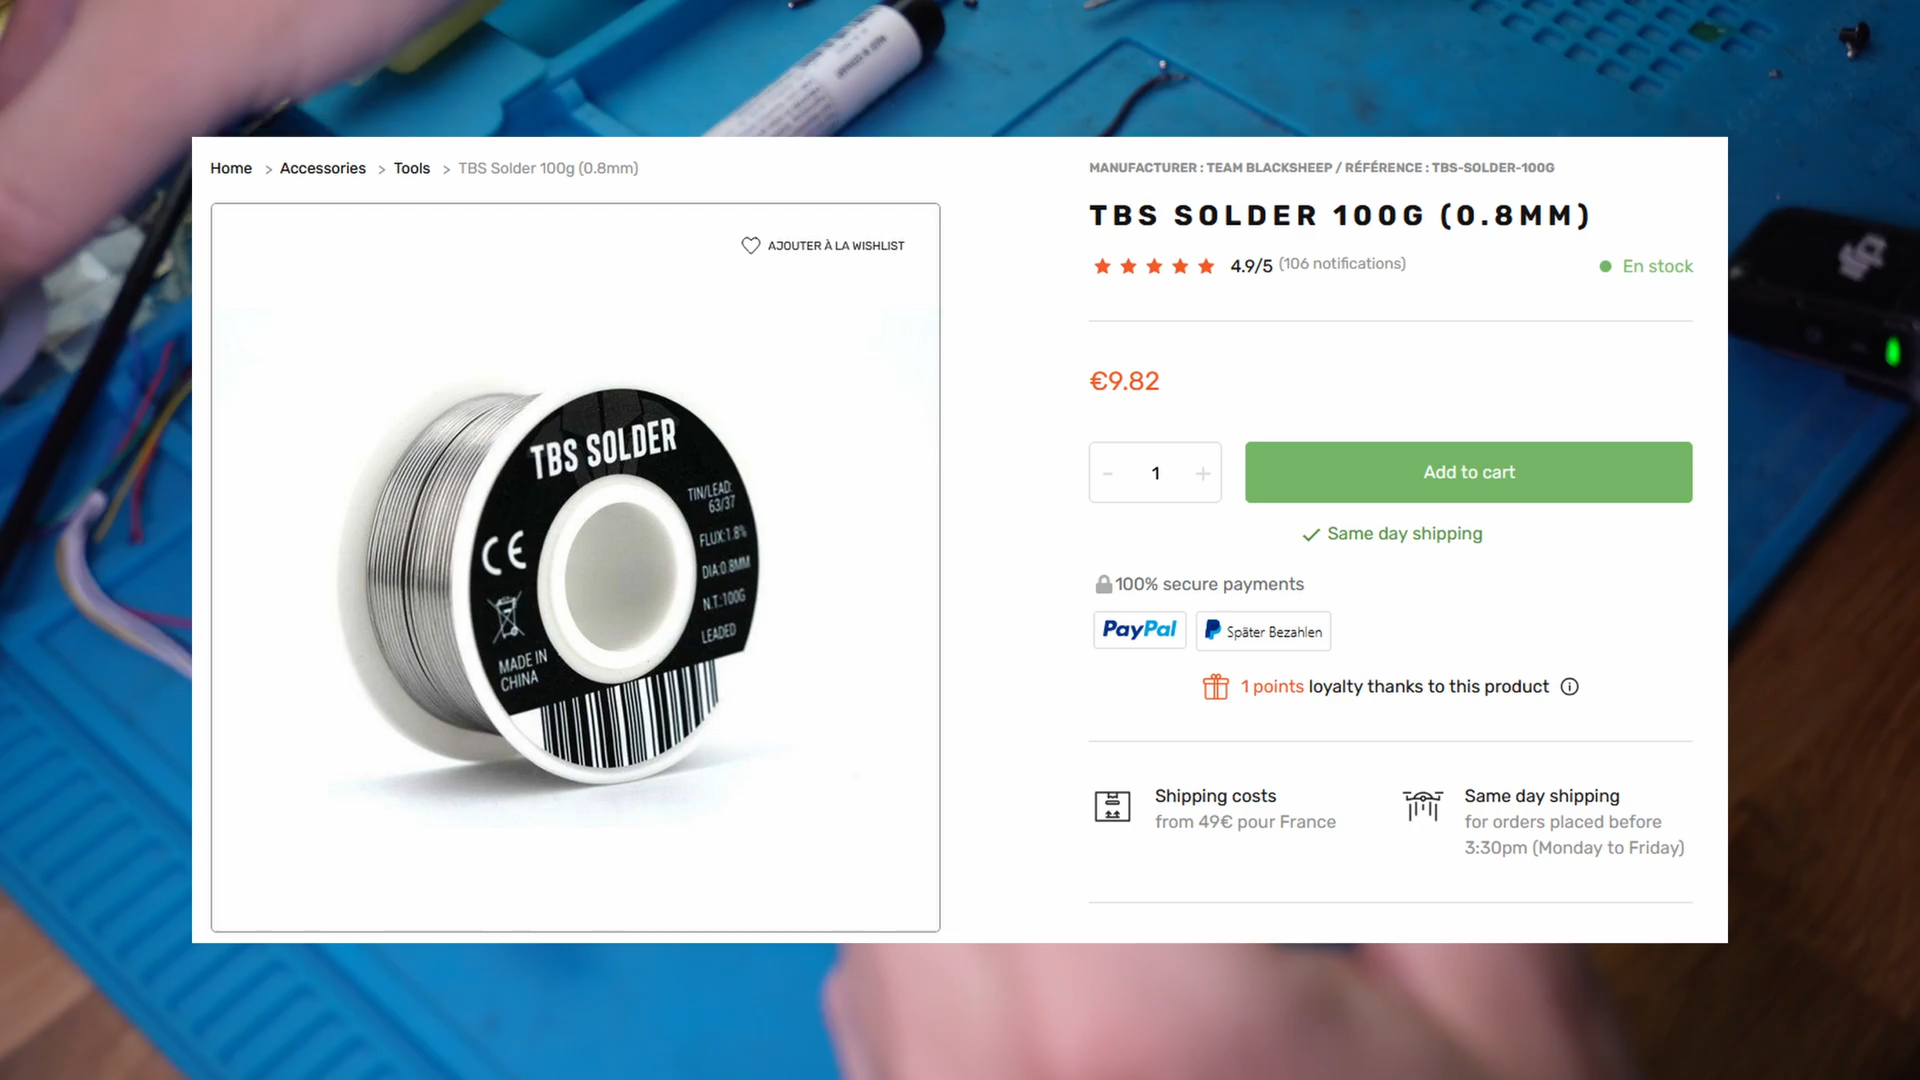 Home > Accessories > Tools > TBS Solder 100g (0.8mm)
AJOUTER À LA WISHLIST
TBS SOLDER
TIN/LEAD:
63/37
FLUX:1.8%
DIA:0.8MM
N.T.:100G
LEADED
CE
MADE IN
CHINA
MANUFACTURER : TEAM BLACKSHEEP / RÉFÉRENCE : TBS-SOLDER-100G
TBS SOLDER 100G (0.8MM)
4.9/5 (106 notifications)
En stock
€9.82
- 1 +
Add to cart
Same day shipping
100% secure payments
PayPal
Später Bezahlen
1 points loyalty thanks to this product
Shipping costs
from 49€ pour France
Same day shipping
for orders placed before
3:30pm (Monday to Friday)